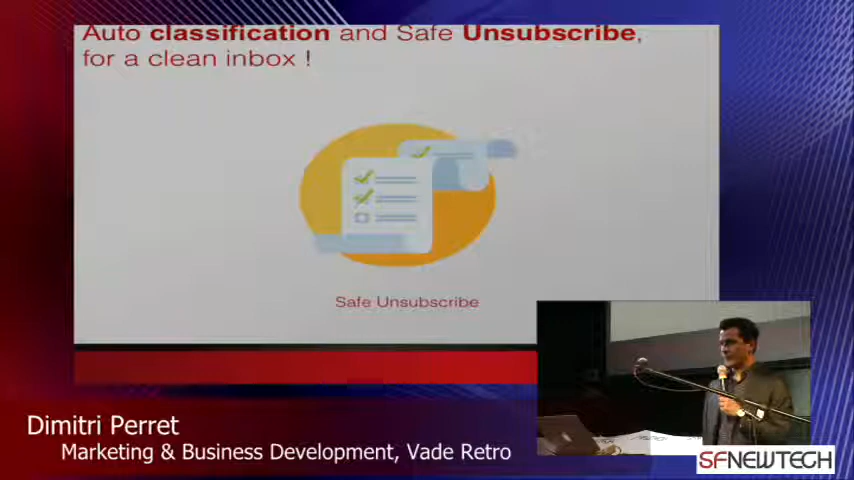 Auto classification and Safe Unsubscribe,
for a clean inbox !
Safe Unsubscribe
Dimitri Perret
Marketing & Business Development, Vade Retro
SFNEWTECH